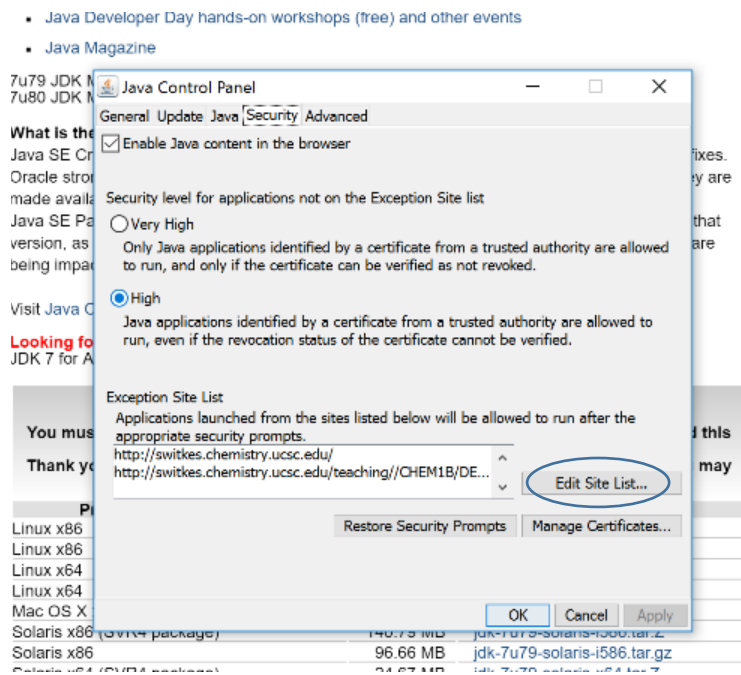 Java Developer Day hands-on workshops (free) and other events
Java Magazine
7u79 JDK
7u80 JDK
Java Control Panel
General Update Java Security Advanced
What is the
Enable Java content in the browser
Java SE
fixes.
Oracle
are
made
Security level for applications not on the Exception Site list
Java SE
that
Very High
version, as
are
Only Java applications identified by a certificate from a trusted authority are allowed
being
to run, and only if the certificate can be verified as not revoked.
High
Visit Java
Java applications identified by a certificate from a trusted authority are allowed to
Looking
run, even if the revocation status of the certificate cannot be verified.
JDK 7 for
Exception Site List
Applications launched from the sites listed below will be allowed to run after the
You
this
appropriate security prompts.
http://switkes.chemistry.ucsc.edu/
Thank
may
http://switkes.chemistry.ucsc.edu/teaching//CHEM1B/DE...
Edit Site List...
Linux x86
Restore Security Prompts Manage Certificates...
Linux x86
Linux x64
Linux x64
Mac OS X
OK Cancel Apply
Solaris x86 (SVR4 package) 140.79 MB jdk-7u79-solaris-i586.tar.Z
Solaris x86 96.66 MB jdk-7u79-solaris-i586.tar.gz